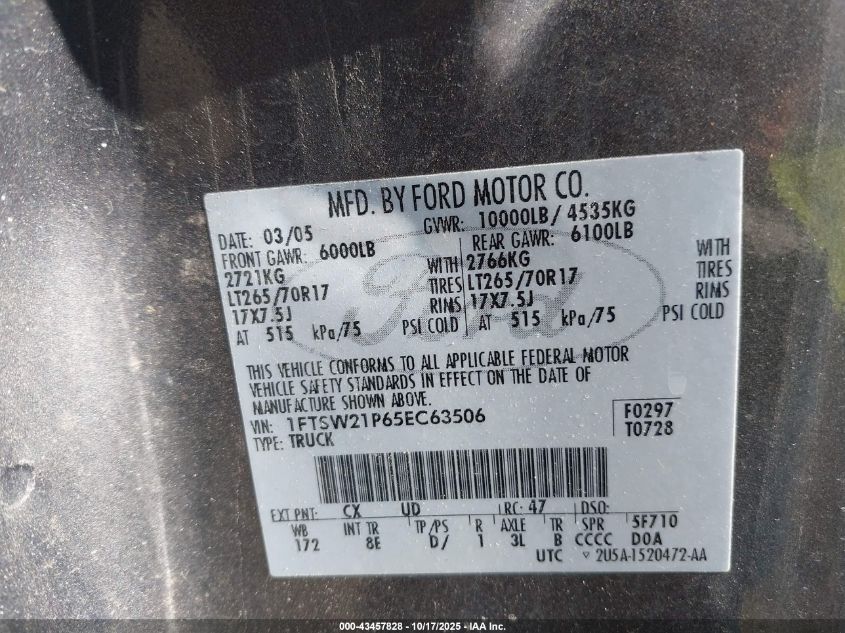 MFD. BY FORD MOTOR CO.
DATE: 03/05 GVWR: 10000LB/ 4535KG
FRONT GAWR: 6000LB REAR GAWR: 6100LB
2721KG WITH 2766KG WITH
LT265/70R17 TIRES LT265/70R17 TIRES
17X7.5J RIMS 17X7.5J RIMS
AT 515 kPa/75 PSI COLD AT 515 kPa/75 PSI COLD
Ford
THIS VEHICLE CONFORMS TO ALL APPLICABLE FEDERAL MOTOR
VEHICLE SAFETY STANDARDS IN EFFECT ON THE DATE OF
MANUFACTURE SHOWN ABOVE.
VIN: 1FTSW21P65EC63506 F0297
TYPE: TRUCK T0728
EXT PNT: CX UD RC: 47 DSO:
WB INT TR TP/PS R AXLE TR SPR 5F710
172 8E D/ 1 3L B CCCC D0A
UTC ▽ 2U5A-1520472-AA
000-43457828 - 10/17/2025 - IAA Inc.